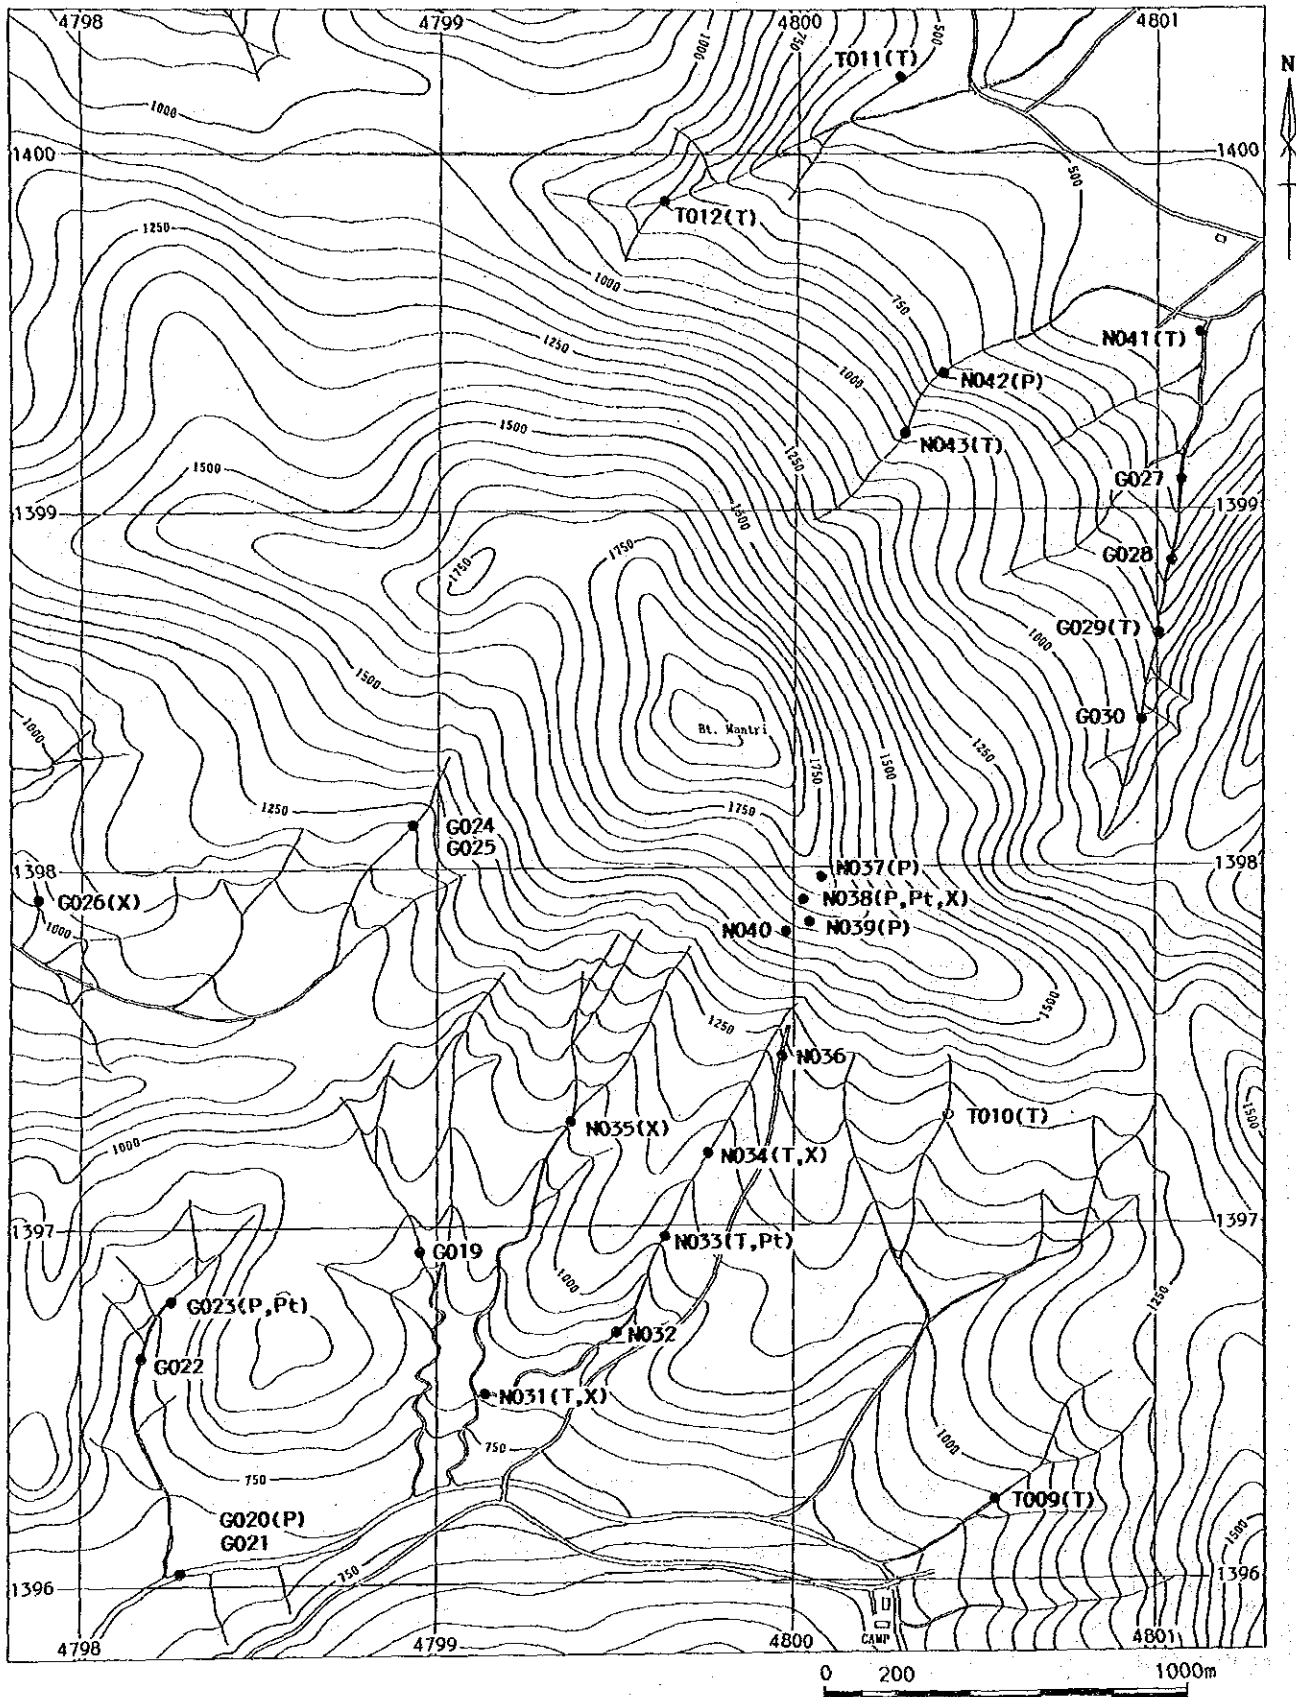 4798 4799 4800 4801
1000 750 500
T011(T)
N
1000
1400 1400
500
T012(T)
1250
1000
750
1250
N041(T)
N042(P)
1000
1500
N043(T)
1250
1500
G027
1399 1399
1500
1750
G028
1750
G029(T)
1000
1500
G030
1000
Bt. Mantri
1250
1500
1750
1250
1750
G024
G025
1398 1398
N037(P)
G026(X)
N038(P,Pt,X)
1000
N040
N039(P)
1500
1250
N036
1500
T010(T)
N035(X)
1000
N034(T,X)
1397 1397
N033(T,Pt)
G019
1000
1250
G023(P,Pt)
N032
G022
N031(T,X)
1000
750
750
T009(T)
G020(P)
G021
1500
750
1396 1396
4798 4799 4800 CAMP 4801
0 200 1000m